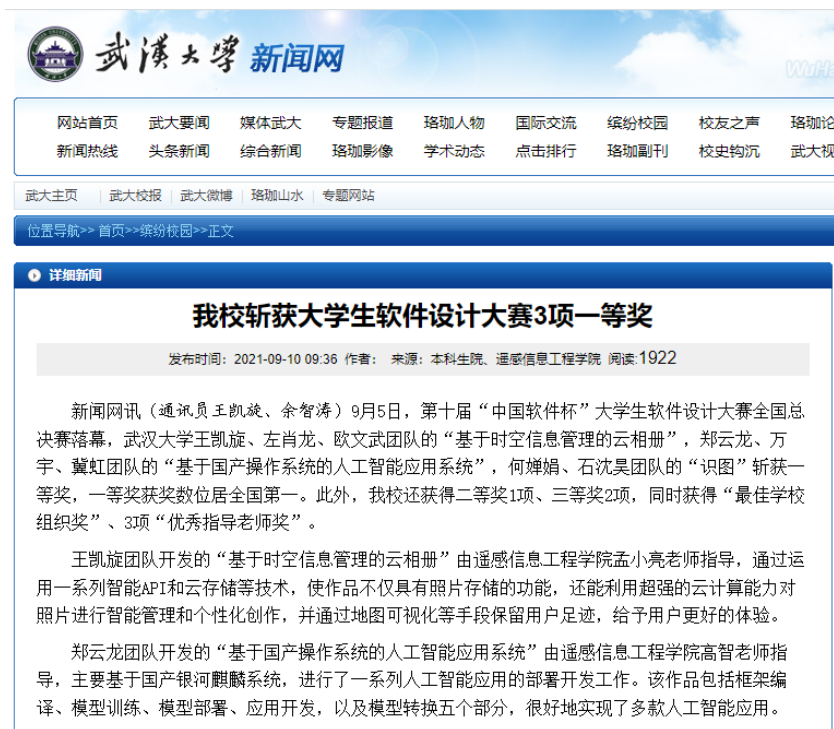 武漢大學 新闻网
WuHa
网站首页 武大要闻 媒体武大 专题报道 珞珈人物 国际交流 缤纷校园 校友之声 珞珈论
新闻热线 头条新闻 综合新闻 珞珈影像 学术动态 点击排行 珞珈副刊 校史钩沉 武大视
武大主页 | 武大校报 | 武大微博 | 珞珈山水 | 专题网站
位置导航>> 首页>>缤纷校园>>正文
详细新闻
我校斩获大学生软件设计大赛3项一等奖
发布时间：2021-09-10 09:36 作者： 来源：本科生院、遥感信息工程学院 阅读:1922
新闻网讯（通讯员王凯旋、余智涛）9月5日，第十届“中国软件杯”大学生软件设计大赛全国总
决赛落幕，武汉大学王凯旋、左肖龙、欧文武团队的“基于时空信息管理的云相册”，郑云龙、万
宇、冀虹团队的“基于国产操作系统的人工智能应用系统”，何婵娟、石沈昊团队的“识图”斩获一
等奖，一等奖获奖数位居全国第一。此外，我校还获得二等奖1项、三等奖2项，同时获得“最佳学校
组织奖”、3项“优秀指导老师奖”。
王凯旋团队开发的“基于时空信息管理的云相册”由遥感信息工程学院孟小亮老师指导，通过运
用一系列智能API和云存储等技术，使作品不仅具有照片存储的功能，还能利用超强的云计算能力对
照片进行智能管理和个性化创作，并通过地图可视化等手段保留用户足迹，给予用户更好的体验。
郑云龙团队开发的“基于国产操作系统的人工智能应用系统”由遥感信息工程学院高智老师指
导，主要基于国产银河麒麟系统，进行了一系列人工智能应用的部署开发工作。该作品包括框架编
译、模型训练、模型部署、应用开发，以及模型转换五个部分，很好地实现了多款人工智能应用。